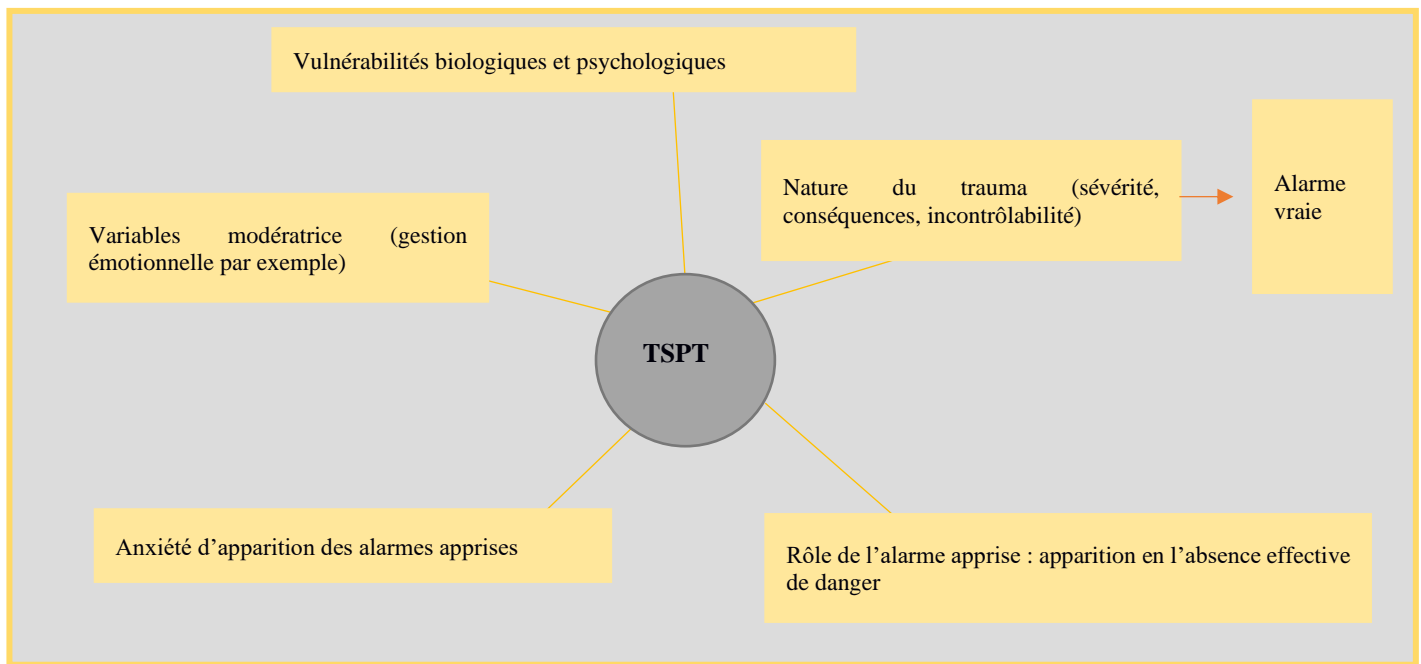 Vulnérabilités biologiques et psychologiques
Nature du trauma (sévérité,
conséquences, incontrôlabilité)
Alarme
vraie
Variables modératrice (gestion
émotionnelle par exemple)
TSPT
Anxiété d’apparition des alarmes apprises
Rôle de l’alarme apprise : apparition en l’absence effective
de danger